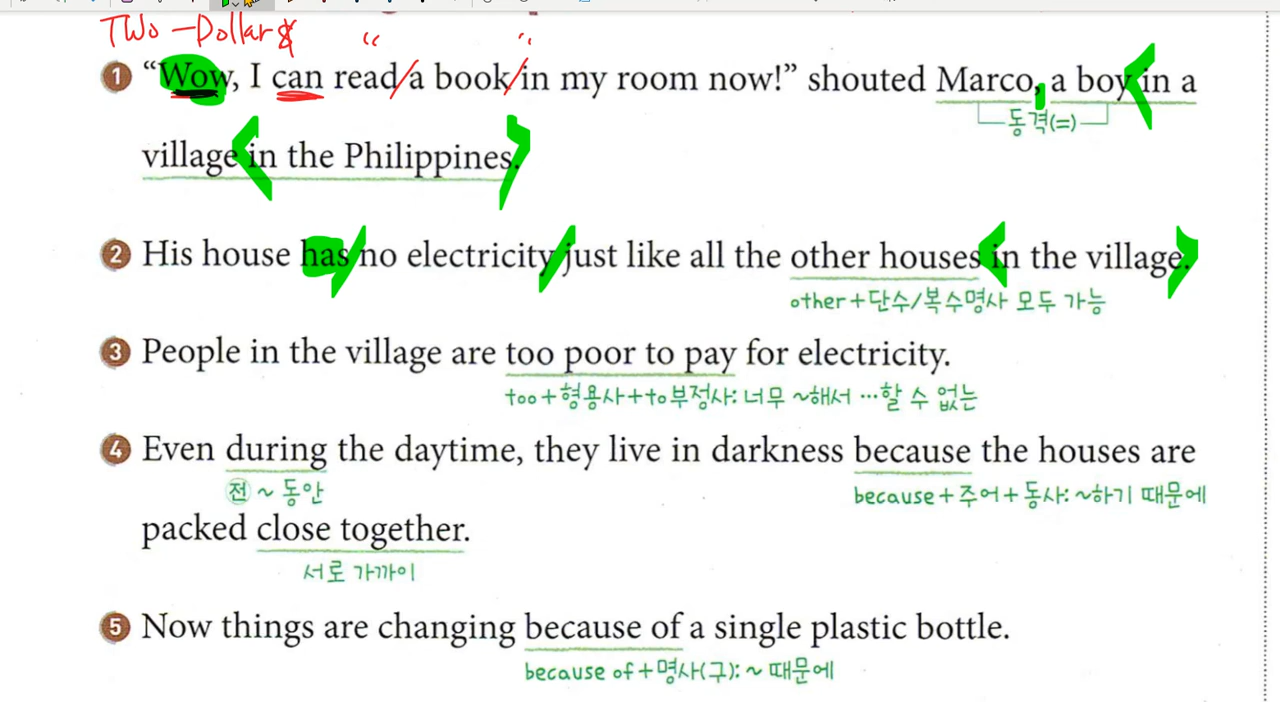 Two-Dollars
① “Wow, I can read a book in my room now!” shouted Marco, a boy in a
동격(=)
village in the Philippines.
② His house has no electricity just like all the other houses in the village.
other+단수/복수명사 모두 가능
③ People in the village are too poor to pay for electricity.
too+형용사+to부정사: 너무 ~해서 …할 수 없는
④ Even during the daytime, they live in darkness because the houses are
전 ~ 동안
because+주어+동사: ~하기 때문에
packed close together.
서로 가까이
⑤ Now things are changing because of a single plastic bottle.
because of+명사(구): ~ 때문에